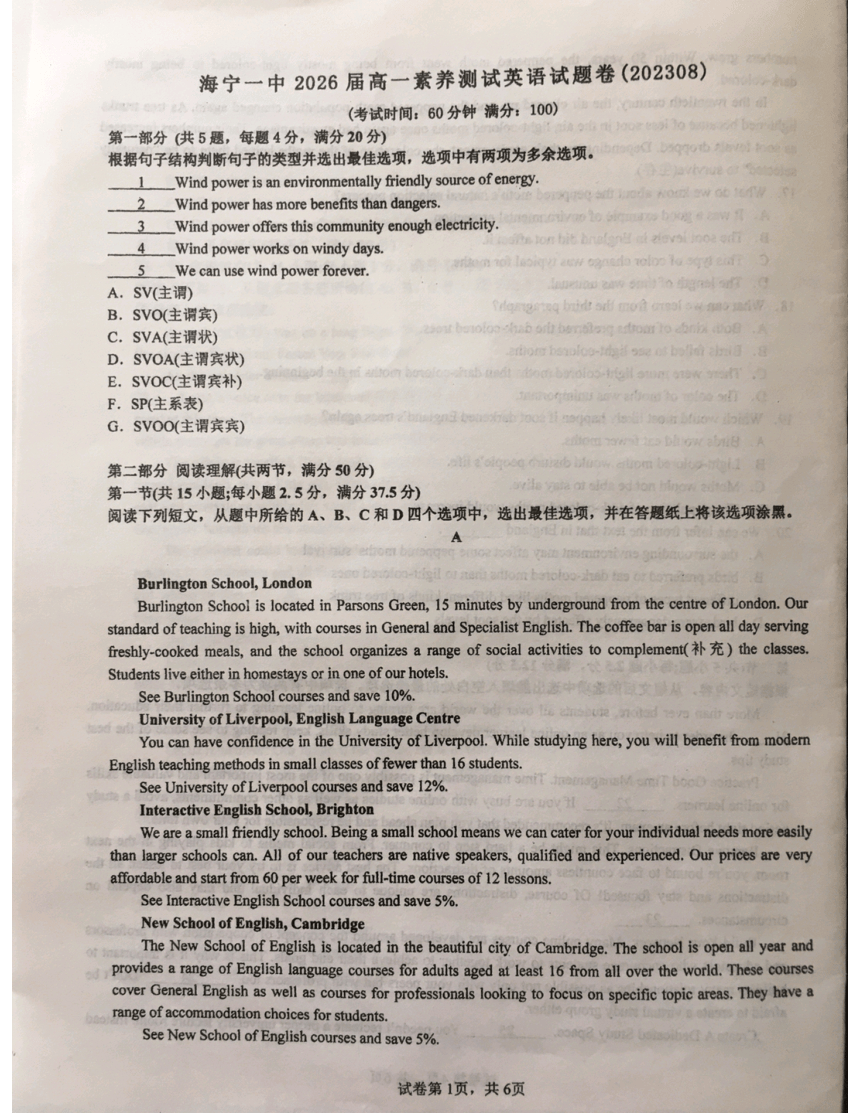 海宁一中 2026 届高一素养测试英语试题卷(202308)
(考试时间：60 分钟 满分：100)
第一部分 (共 5 题，每题 4 分，满分 20 分)
根据句子结构判断句子的类型并选出最佳选项，选项中有两项为多余选项。
1 Wind power is an environmentally friendly source of energy.
2 Wind power has more benefits than dangers.
3 Wind power offers this community enough electricity.
4 Wind power works on windy days.
5 We can use wind power forever.
A. SV(主谓)
B. SVO(主谓宾)
C. SVA(主谓状)
D. SVOA(主谓宾状)
E. SVOC(主谓宾补)
F. SP(主系表)
G. SVOO(主谓宾宾)
第二部分 阅读理解(共两节，满分 50 分)
第一节(共 15 小题;每小题 2.5 分，满分 37.5 分)
阅读下列短文，从题中所给的 A、B、C 和 D 四个选项中，选出最佳选项，并在答题纸上将该选项涂黑。
A
Burlington School, London
Burlington School is located in Parsons Green, 15 minutes by underground from the centre of London. Our
standard of teaching is high, with courses in General and Specialist English. The coffee bar is open all day serving
freshly-cooked meals, and the school organizes a range of social activities to complement(补充) the classes.
Students live either in homestays or in one of our hotels.
See Burlington School courses and save 10%.
University of Liverpool, English Language Centre
You can have confidence in the University of Liverpool. While studying here, you will benefit from modern
English teaching methods in small classes of fewer than 16 students.
See University of Liverpool courses and save 12%.
Interactive English School, Brighton
We are a small friendly school. Being a small school means we can cater for your individual needs more easily
than larger schools can. All of our teachers are native speakers, qualified and experienced. Our prices are very
affordable and start from 60 per week for full-time courses of 12 lessons.
See Interactive English School courses and save 5%.
New School of English, Cambridge
The New School of English is located in the beautiful city of Cambridge. The school is open all year and
provides a range of English language courses for adults aged at least 16 from all over the world. These courses
cover General English as well as courses for professionals looking to focus on specific topic areas. They have a
range of accommodation choices for students.
See New School of English courses and save 5%.
试卷第 1页，共 6页